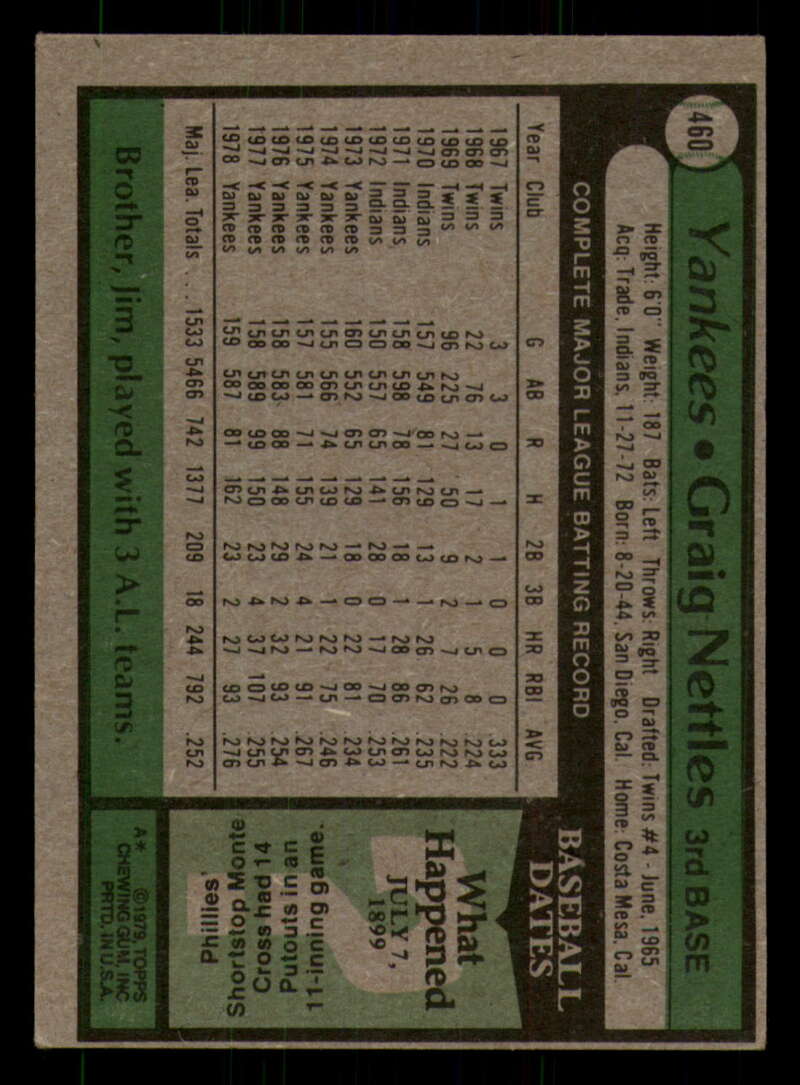 460
Yankees • Graig Nettles 3rd BASE
Height: 6'0" Weight: 187 Bats: Left Throws: Right Drafted: Twins #4 - June, 1965
Acq: Trade, Indians, 11-27-72 Born: 8-20-44, San Diego, Cal. Home: Costa Mesa, Cal.
COMPLETE MAJOR LEAGUE BATTING RECORD
Year Club G AB R H 2B 3B HR RBI AVG
1967 Twins 3 3 0 1 1 0 0 0 .333
1968 Twins 22 76 13 17 2 1 5 8 .224
1969 Twins 96 225 27 50 9 2 7 26 .222
1970 Indians 157 549 81 129 13 1 26 62 .235
1971 Indians 158 598 78 156 18 1 28 86 .261
1972 Indians 150 557 65 141 28 0 17 70 .253
1973 Yankees 160 552 65 129 18 0 22 81 .234
1974 Yankees 155 566 74 139 21 1 22 75 .246
1975 Yankees 157 581 71 155 24 4 21 91 .267
1976 Yankees 158 583 88 148 29 2 32 93 .254
1977 Yankees 158 589 99 150 23 4 37 107 .255
1978 Yankees 159 587 81 162 23 2 27 93 .276
Maj. Lea. Totals . . . 1533 5466 742 1377 209 18 244 792 .252
Brother, Jim, played with 3 A.L. teams.
BASEBALL
DATES
What
Happened
JULY 7,
1899
Phillies'
Shortstop Monte
Cross had 14
Putouts in an
11-inning game.
A* ©1979, TOPPS
CHEWING GUM, INC
PRTD. IN U.S.A.